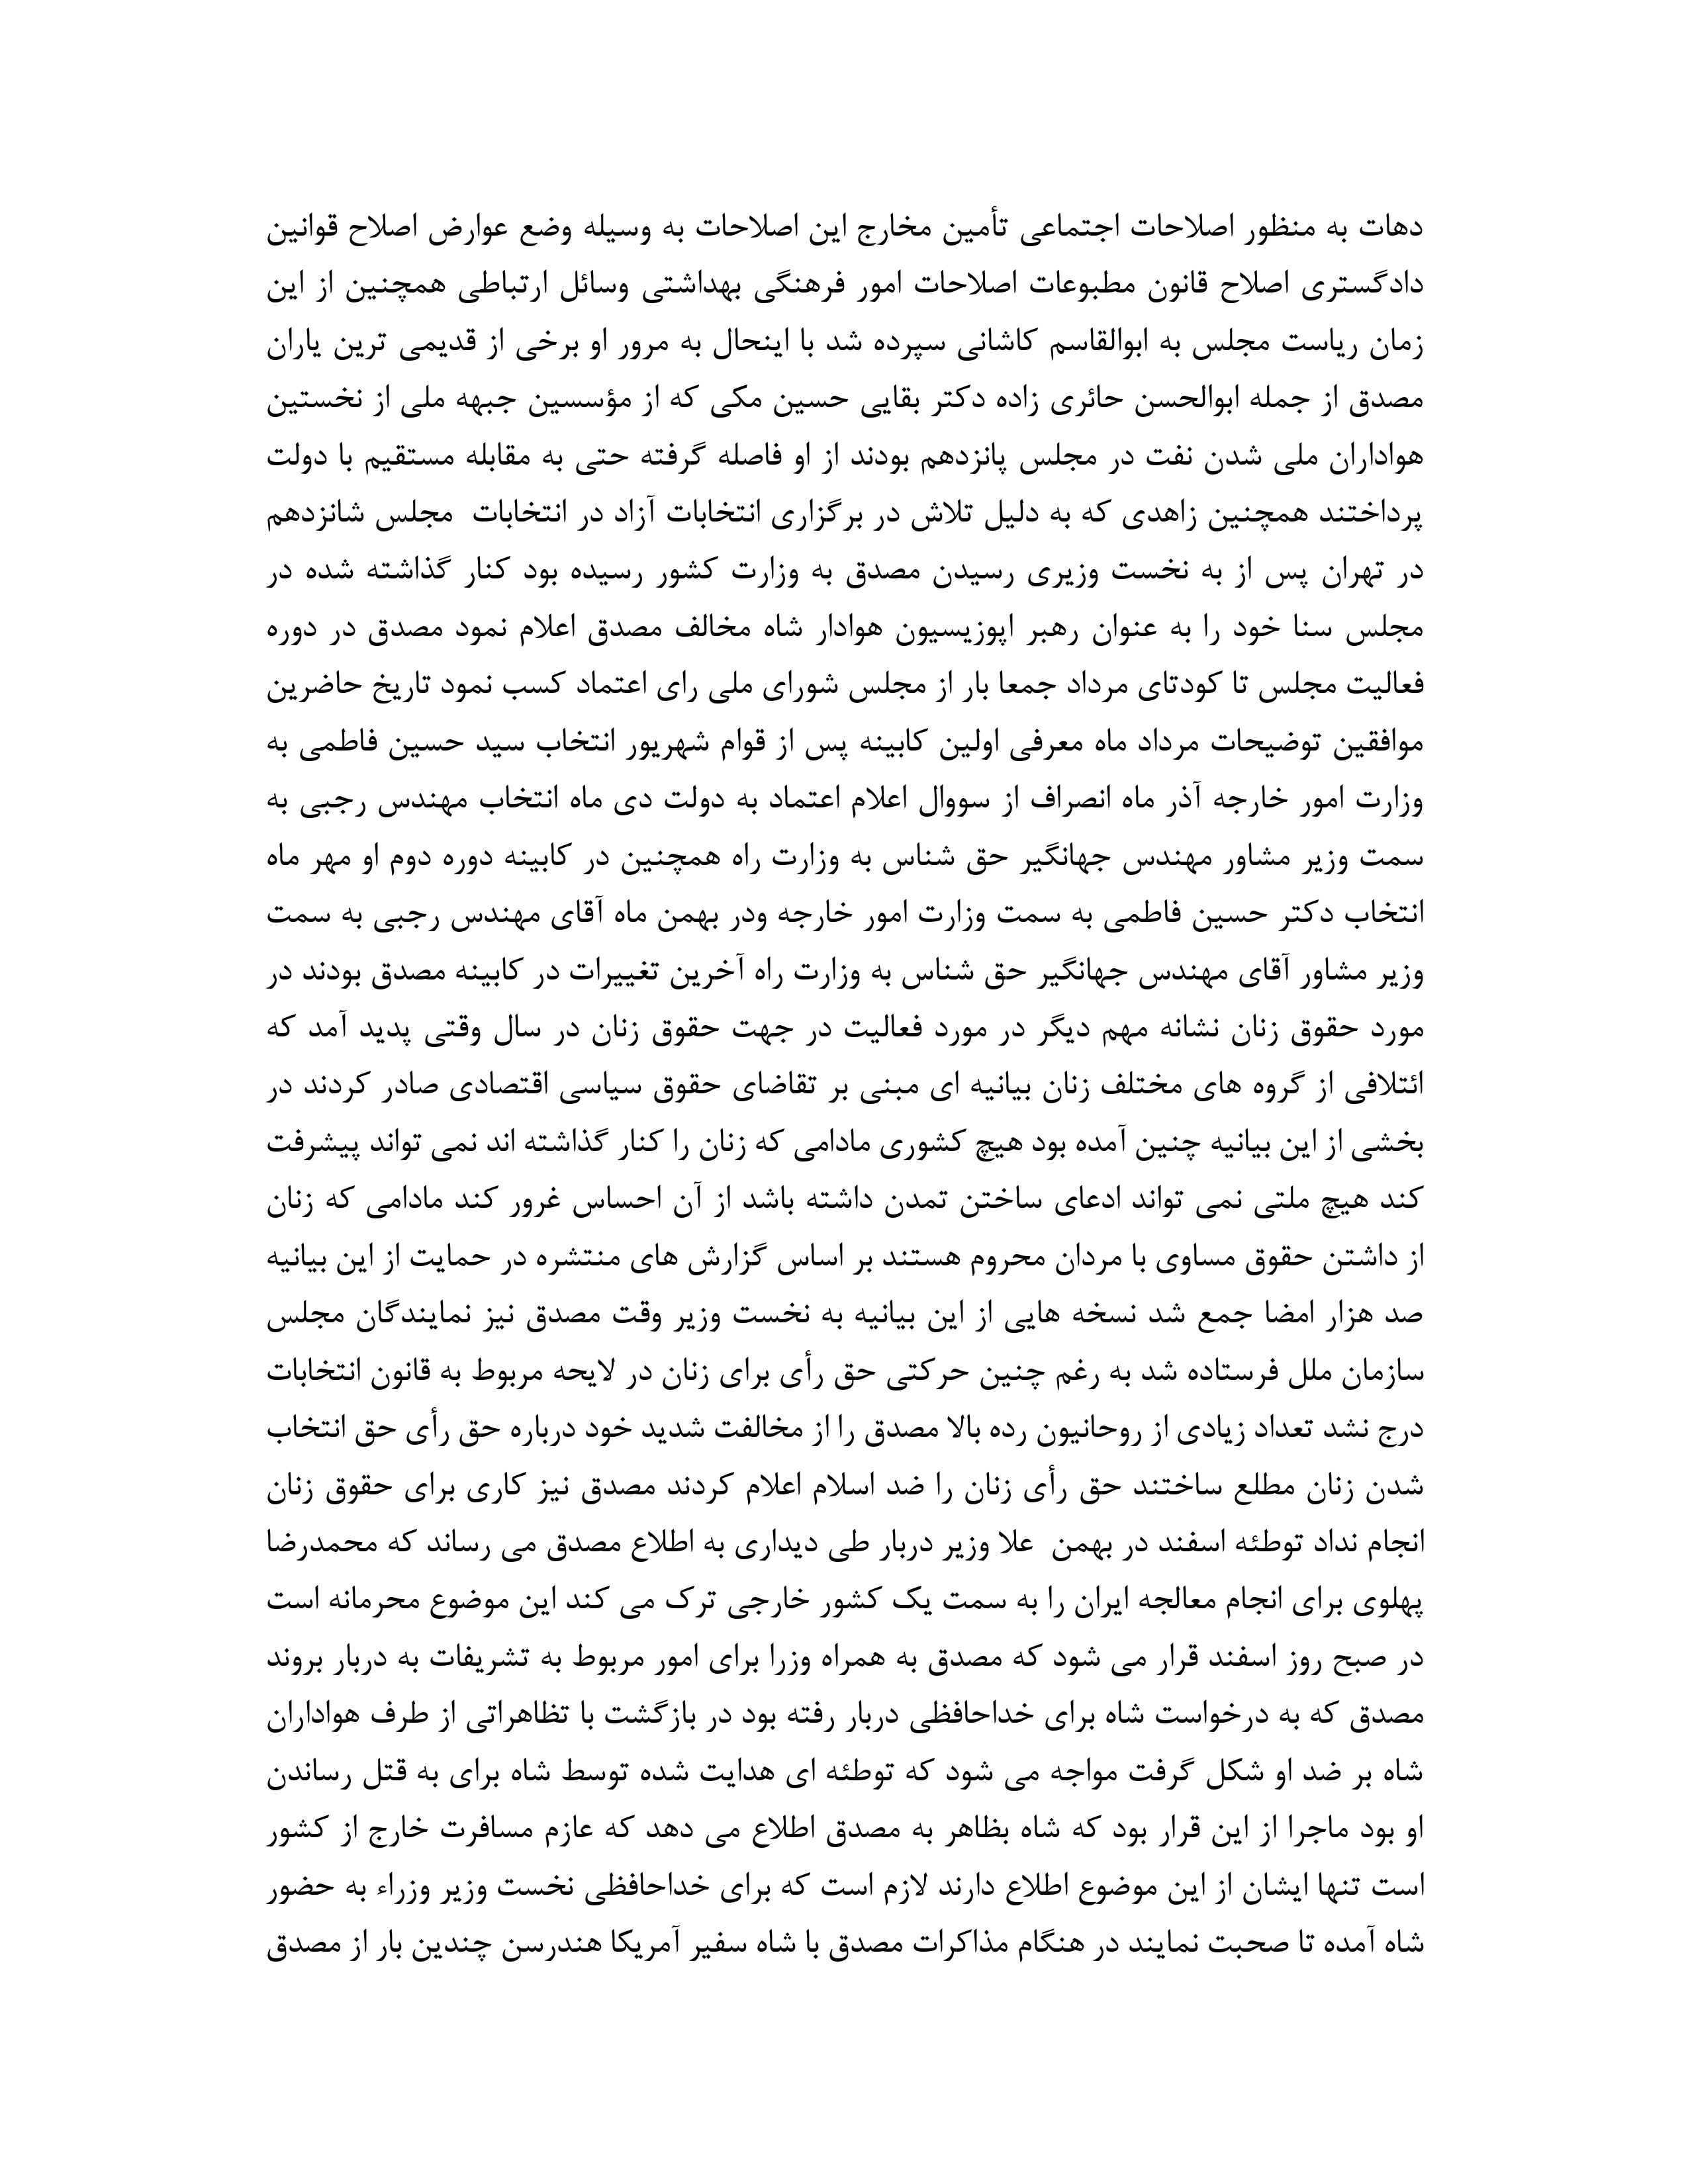 دهات به منظور اصلاحات اجتماعی تأمین مخارج این اصلاحات به وسیله وضع عوارض اصلاح قوانین
دادگستری اصلاح قانون مطبوعات اصلاحات امور فرهنگی بهداشتی وسائل ارتباطی همچنین از این
زمان ریاست مجلس به ابوالقاسم کاشانی سپرده شد با اینحال به مرور او برخی از قدیمی ترین یاران
مصدق از جمله ابوالحسن حائری زاده دکتر بقایی حسین مکی که از مؤسسین جبهه ملی از نخستین
هواداران ملی شدن نفت در مجلس پانزدهم بودند از او فاصله گرفته حتی به مقابله مستقیم با دولت
پرداختند همچنین زاهدی که به دلیل تلاش در برگزاری انتخابات آزاد در انتخابات  مجلس شانزدهم
در تهران پس از به نخست وزیری رسیدن مصدق به وزارت کشور رسیده بود کنار گذاشته شده در
مجلس سنا خود را به عنوان رهبر اپوزیسیون هوادار شاه مخالف مصدق اعلام نمود مصدق در دوره
فعالیت مجلس تا کودتای مرداد جمعا بار از مجلس شورای ملی رای اعتماد کسب نمود تاریخ حاضرین
موافقین توضیحات مرداد ماه معرفی اولین کابینه پس از قوام شهریور انتخاب سید حسین فاطمی به
وزارت امور خارجه آذر ماه انصراف از سووال اعلام اعتماد به دولت دی ماه انتخاب مهندس رجبی به
سمت وزیر مشاور مهندس جهانگیر حق شناس به وزارت راه همچنین در کابینه دوره دوم او مهر ماه
انتخاب دکتر حسین فاطمی به سمت وزارت امور خارجه ودر بهمن ماه آقای مهندس رجبی به سمت
وزیر مشاور آقای مهندس جهانگیر حق شناس به وزارت راه آخرین تغییرات در کابینه مصدق بودند در
مورد حقوق زنان نشانه مهم دیگر در مورد فعالیت در جهت حقوق زنان در سال وقتی پدید آمد که
ائتلافی از گروه های مختلف زنان بیانیه ای مبنی بر تقاضای حقوق سیاسی اقتصادی صادر کردند در
بخشی از این بیانیه چنین آمده بود هیچ کشوری مادامی که زنان را کنار گذاشته اند نمی تواند پیشرفت
کند هیچ ملتی نمی تواند ادعای ساختن تمدن داشته باشد از آن احساس غرور کند مادامی که زنان
از داشتن حقوق مساوی با مردان محروم هستند بر اساس گزارش های منتشره در حمایت از این بیانیه
صد هزار امضا جمع شد نسخه هایی از این بیانیه به نخست وزیر وقت مصدق نیز نمایندگان مجلس
سازمان ملل فرستاده شد به رغم چنین حرکتی حق رأی برای زنان در لایحه مربوط به قانون انتخابات
درج نشد تعداد زیادی از روحانیون رده بالا مصدق را از مخالفت شدید خود درباره حق رأی حق انتخاب
شدن زنان مطلع ساختند حق رأی زنان را ضد اسلام اعلام کردند مصدق نیز کاری برای حقوق زنان
انجام نداد توطئه اسفند در بهمن  علا وزیر دربار طی دیداری به اطلاع مصدق می رساند که محمدرضا
پهلوی برای انجام معالجه ایران را به سمت یک کشور خارجی ترک می کند این موضوع محرمانه است
در صبح روز اسفند قرار می شود که مصدق به همراه وزرا برای امور مربوط به تشریفات به دربار بروند
مصدق که به درخواست شاه برای خداحافظی دربار رفته بود در بازگشت با تظاهراتی از طرف هواداران
شاه بر ضد او شکل گرفت مواجه می شود که توطئه ای هدایت شده توسط شاه برای به قتل رساندن
او بود ماجرا از این قرار بود که شاه بظاهر به مصدق اطلاع می دهد که عازم مسافرت خارج از کشور
است تنها ایشان از این موضوع اطلاع دارند لازم است که برای خداحافظی نخست وزیر وزراء به حضور
شاه آمده تا صحبت نمایند در هنگام مذاکرات مصدق با شاه سفیر آمریکا هندرسن چندین بار از مصدق